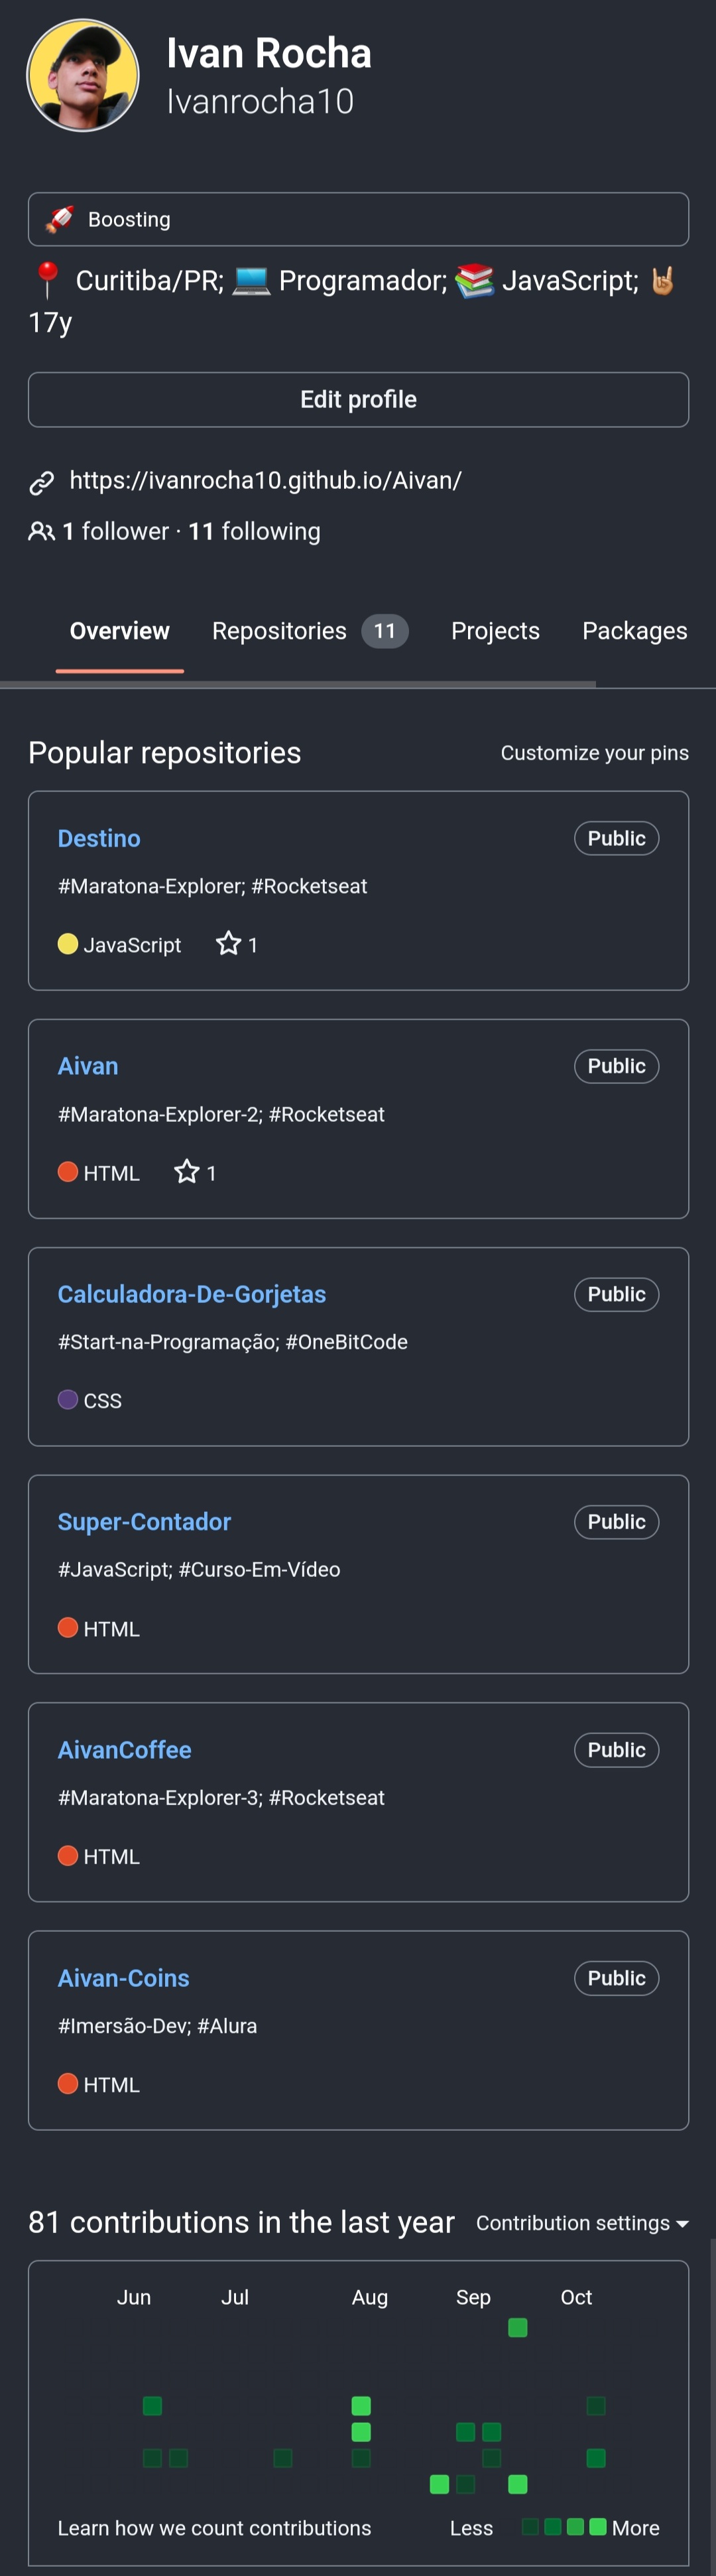 Ivan Rocha
Ivanrocha10
🚀 Boosting
📍 Curitiba/PR; 💻 Programador; 📚 JavaScript; 🤘🏼
17y
Edit profile
https://ivanrocha10.github.io/Aivan/
1 follower · 11 following
Overview Repositories 11 Projects Packages
Popular repositories Customize your pins
Destino Public
#Maratona-Explorer; #Rocketseat
JavaScript 1
Aivan Public
#Maratona-Explorer-2; #Rocketseat
HTML 1
Calculadora-De-Gorjetas Public
#Start-na-Programação; #OneBitCode
CSS
Super-Contador Public
#JavaScript; #Curso-Em-Vídeo
HTML
AivanCoffee Public
#Maratona-Explorer-3; #Rocketseat
HTML
Aivan-Coins Public
#Imersão-Dev; #Alura
HTML
81 contributions in the last year Contribution settings
Jun Jul Aug Sep Oct
Learn how we count contributions Less More